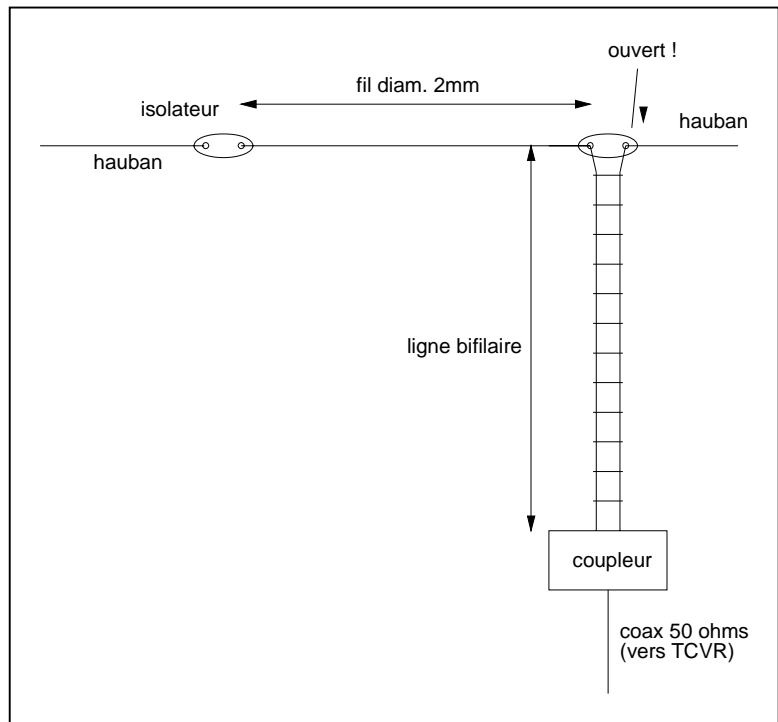 ouvert !
fil diam. 2mm
isolateur
hauban
hauban
ligne bifilaire
coupleur
coax 50 ohms
(vers TCVR)